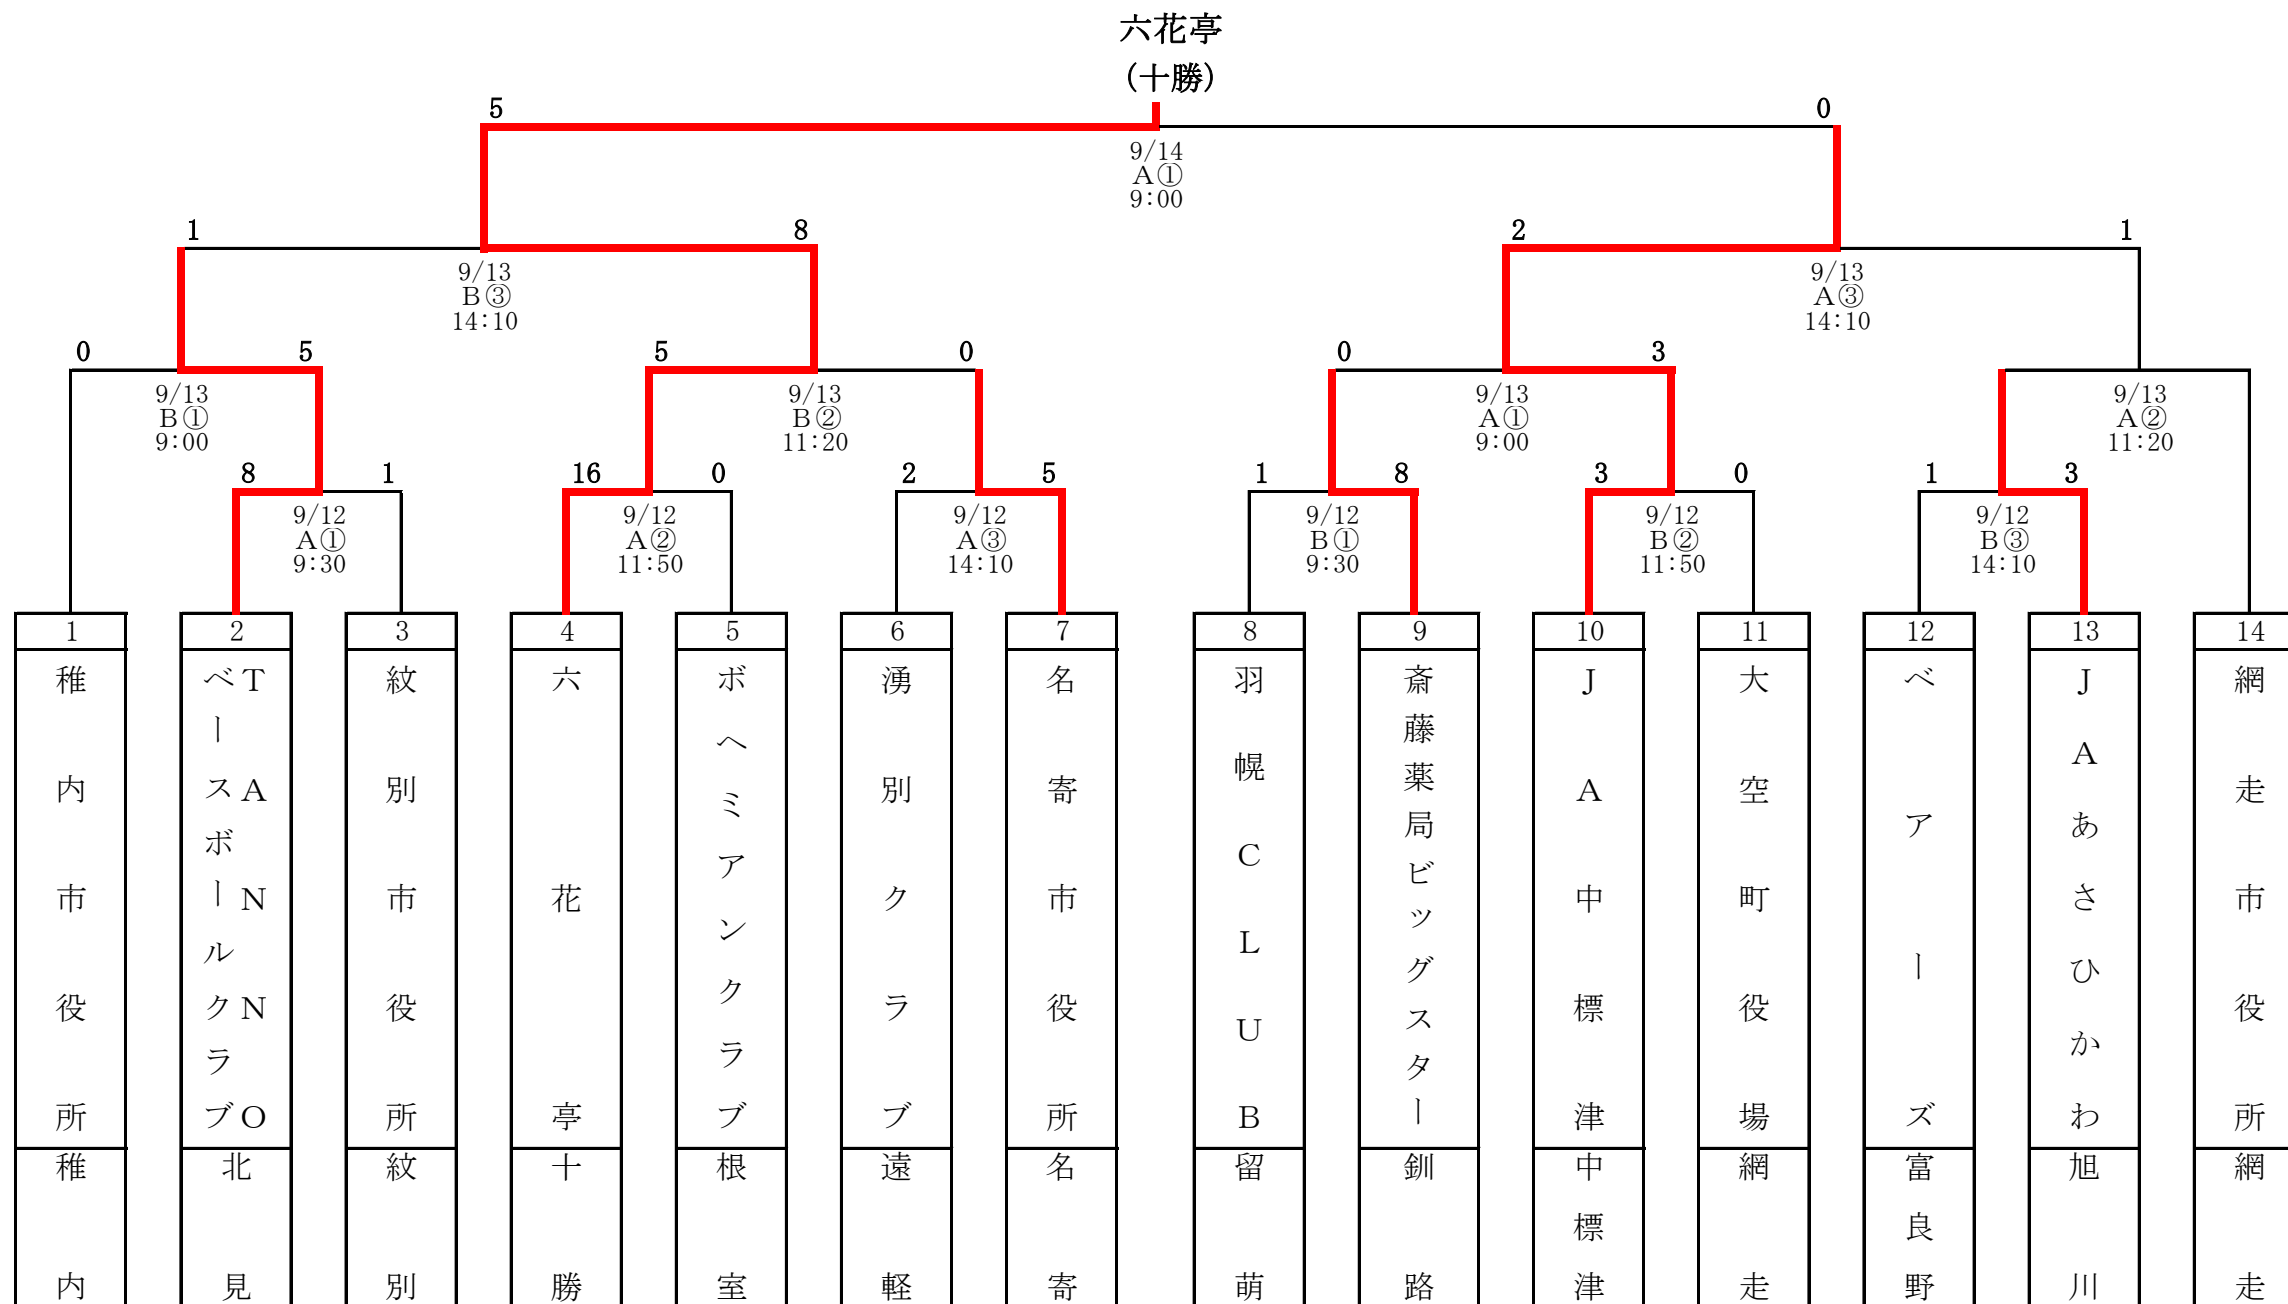 六花亭
（十勝）
5
0
9/14
A①
9:00
1
8
2
1
9/13
B③
14:10
9/13
A③
14:10
0
5
5
0
0
3
9/13
B①
9:00
9/13
B②
11:20
9/13
A①
9:00
9/13
A②
11:20
8
1
16
0
2
5
1
8
3
0
1
3
9/12
A①
9:30
9/12
A②
11:50
9/12
A③
14:10
9/12
B①
9:30
9/12
B②
11:50
9/12
B③
14:10
1
稚内市役所
稚内
2
TANNNO
ベースボールクラブ
北見
3
紋別市役所
紋別
4
六花亭
十勝
5
ボヘミアンクラブ
根室
6
湧別クラブ
遠軽
7
名寄市役所
名寄
8
羽幌CLUB
留萌
9
斎藤薬局ビッグスター
釧路
10
JA中標津
中標津
11
大空町役場
網走
12
ベアーズ
富良野
13
JAあさひかわ
旭川
14
網走市役所
網走